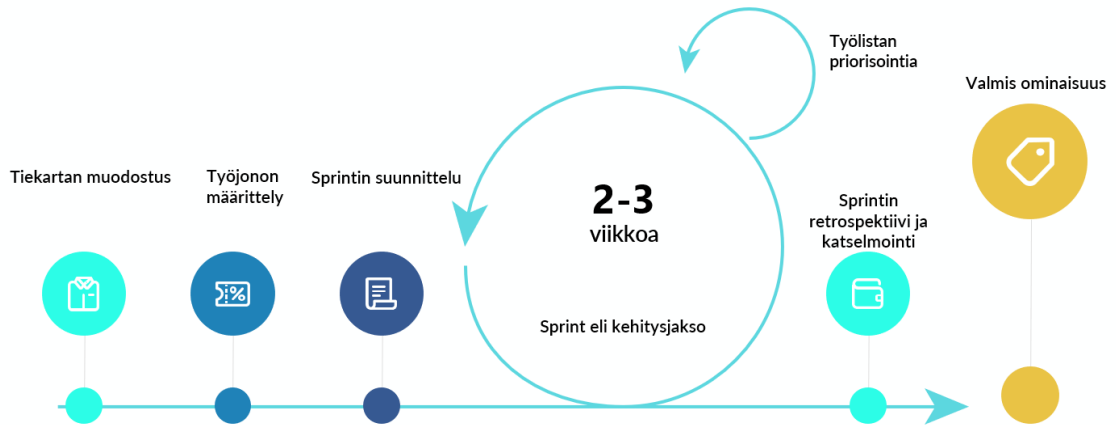 Tiekartan muodostus
Työjonon
määrittely
Sprintin suunnittelu
2-3
viikkoa
Sprint eli kehitysjakso
Työlistan
priorisointia
Sprintin
retrospektiivi ja
katselmointi
Valmis ominaisuus
%